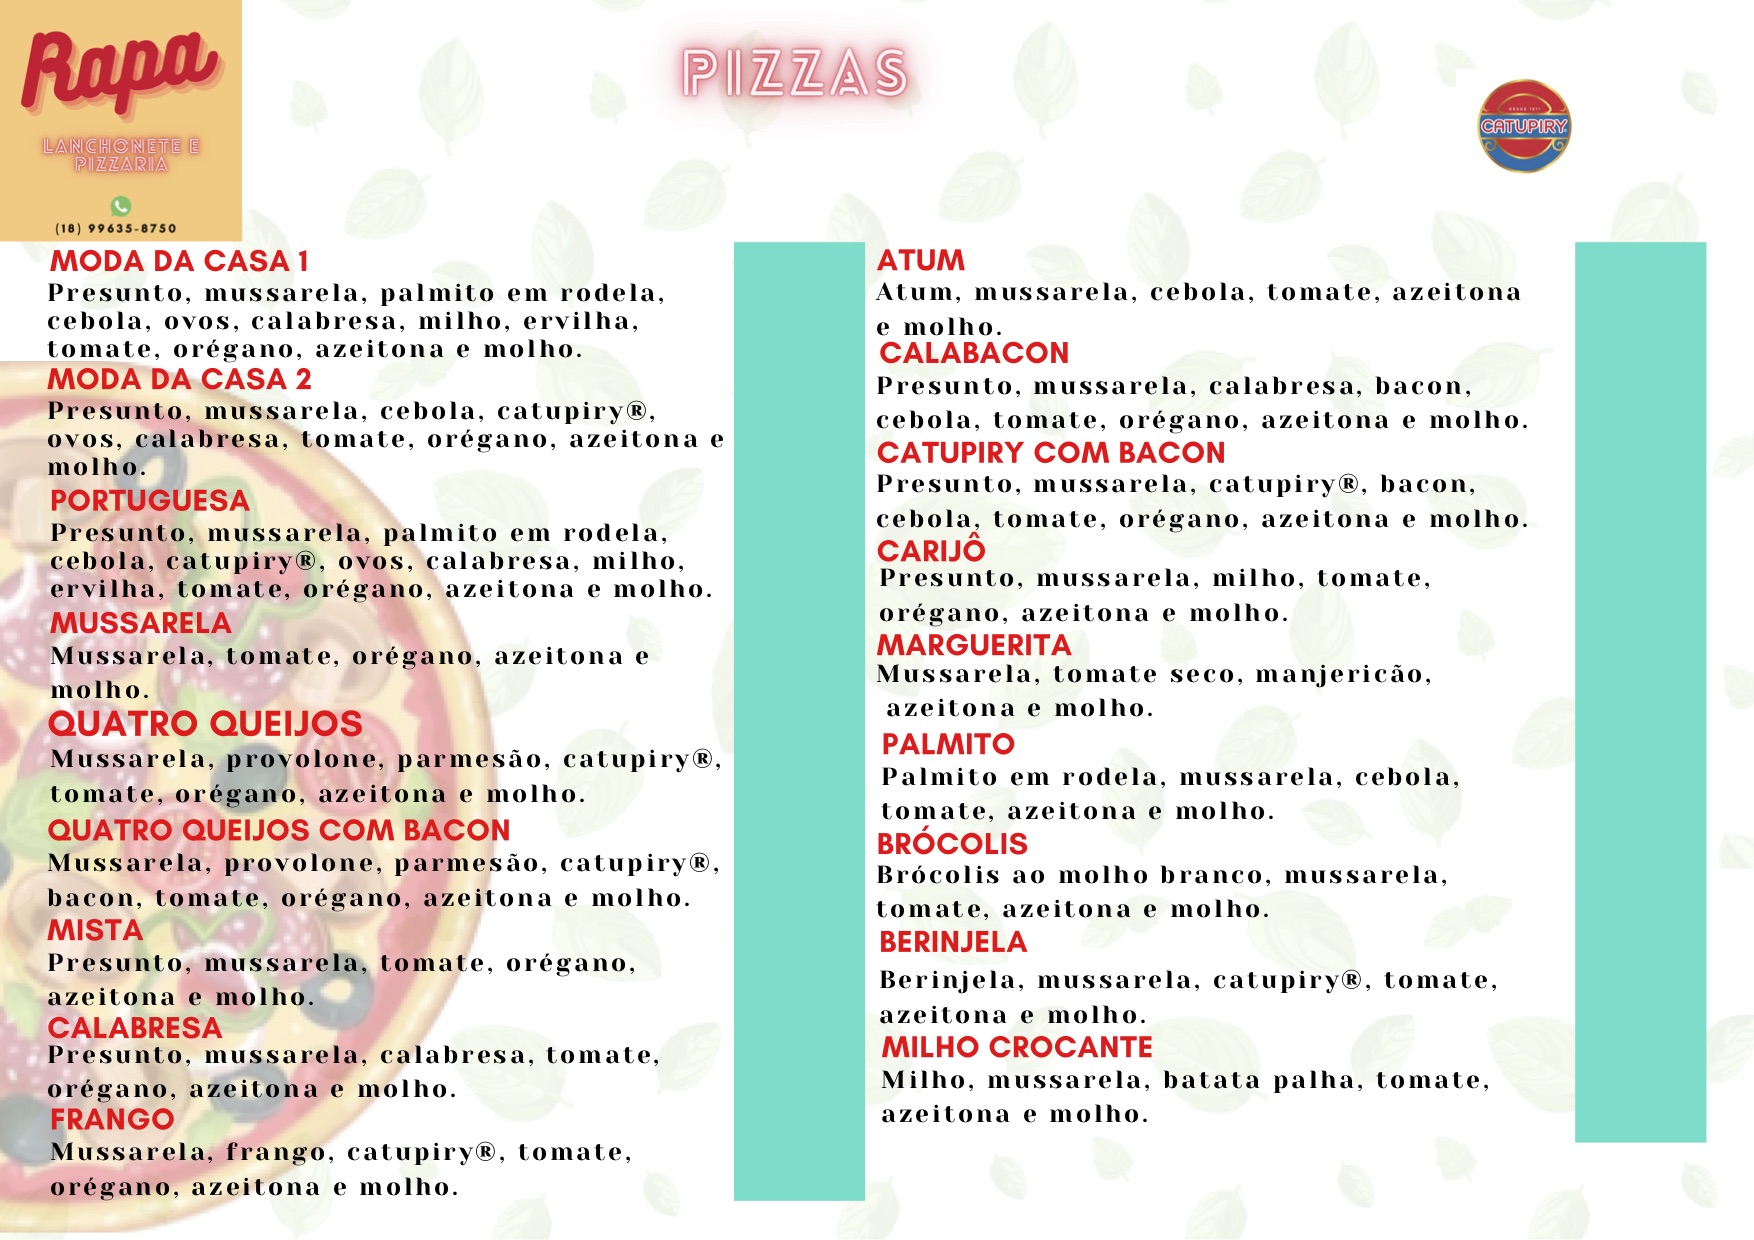 Rapa
LANCHONETE E
PIZZARIA
(18) 99635-8750
PIZZAS
DESDE 1911
CATUPIRY
MODA DA CASA 1
Presunto, mussarela, palmito em rodela,
cebola, ovos, calabresa, milho, ervilha,
tomate, orégano, azeitona e molho.
MODA DA CASA 2
Presunto, mussarela, cebola, catupiry®,
ovos, calabresa, tomate, orégano, azeitona e
molho.
PORTUGUESA
Presunto, mussarela, palmito em rodela,
cebola, catupiry®, ovos, calabresa, milho,
ervilha, tomate, orégano, azeitona e molho.
MUSSARELA
Mussarela, tomate, orégano, azeitona e
molho.
QUATRO QUEIJOS
Mussarela, provolone, parmesão, catupiry®,
tomate, orégano, azeitona e molho.
QUATRO QUEIJOS COM BACON
Mussarela, provolone, parmesão, catupiry®,
bacon, tomate, orégano, azeitona e molho.
MISTA
Presunto, mussarela, tomate, orégano,
azeitona e molho.
CALABRESA
Presunto, mussarela, calabresa, tomate,
orégano, azeitona e molho.
FRANGO
Mussarela, frango, catupiry®, tomate,
orégano, azeitona e molho.
ATUM
Atum, mussarela, cebola, tomate, azeitona
e molho.
CALABACON
Presunto, mussarela, calabresa, bacon,
cebola, tomate, orégano, azeitona e molho.
CATUPIRY COM BACON
Presunto, mussarela, catupiry®, bacon,
cebola, tomate, orégano, azeitona e molho.
CARIJÔ
Presunto, mussarela, milho, tomate,
orégano, azeitona e molho.
MARGUERITA
Mussarela, tomate seco, manjericão,
azeitona e molho.
PALMITO
Palmito em rodela, mussarela, cebola,
tomate, azeitona e molho.
BRÓCOLIS
Brócolis ao molho branco, mussarela,
tomate, azeitona e molho.
BERINJELA
Berinjela, mussarela, catupiry®, tomate,
azeitona e molho.
MILHO CROCANTE
Milho, mussarela, batata palha, tomate,
azeitona e molho.